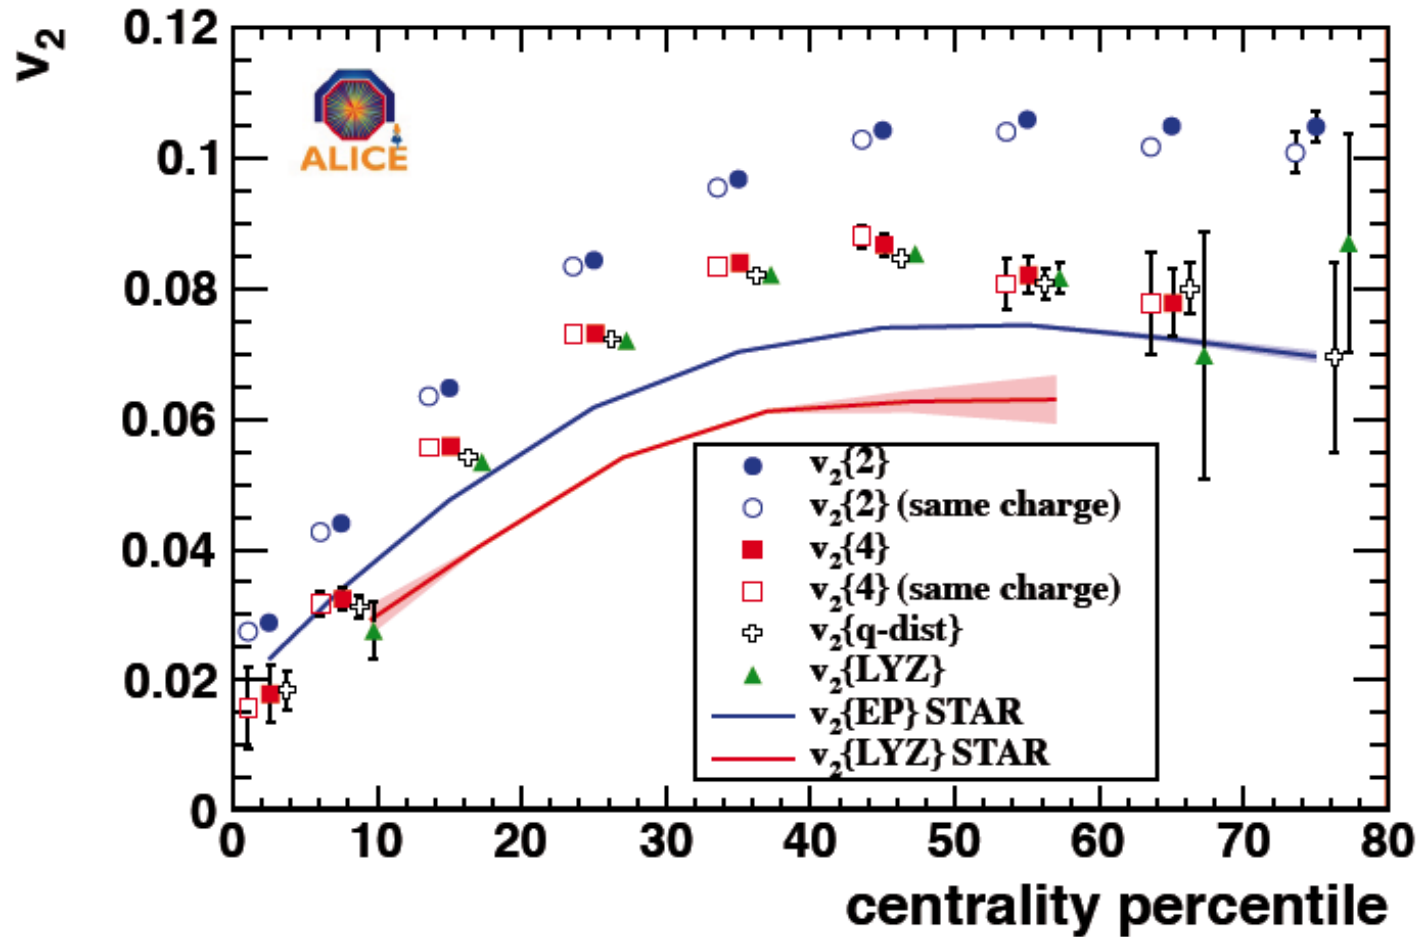 v₂
0.12
0.1
0.08
0.06
0.04
0.02
0
ALICE
v₂{2}
v₂{2} (same charge)
v₂{4}
v₂{4} (same charge)
v₂{q-dist}
v₂{LYZ}
v₂{EP} STAR
v₂{LYZ} STAR
0 10 20 30 40 50 60 70 80
centrality percentile